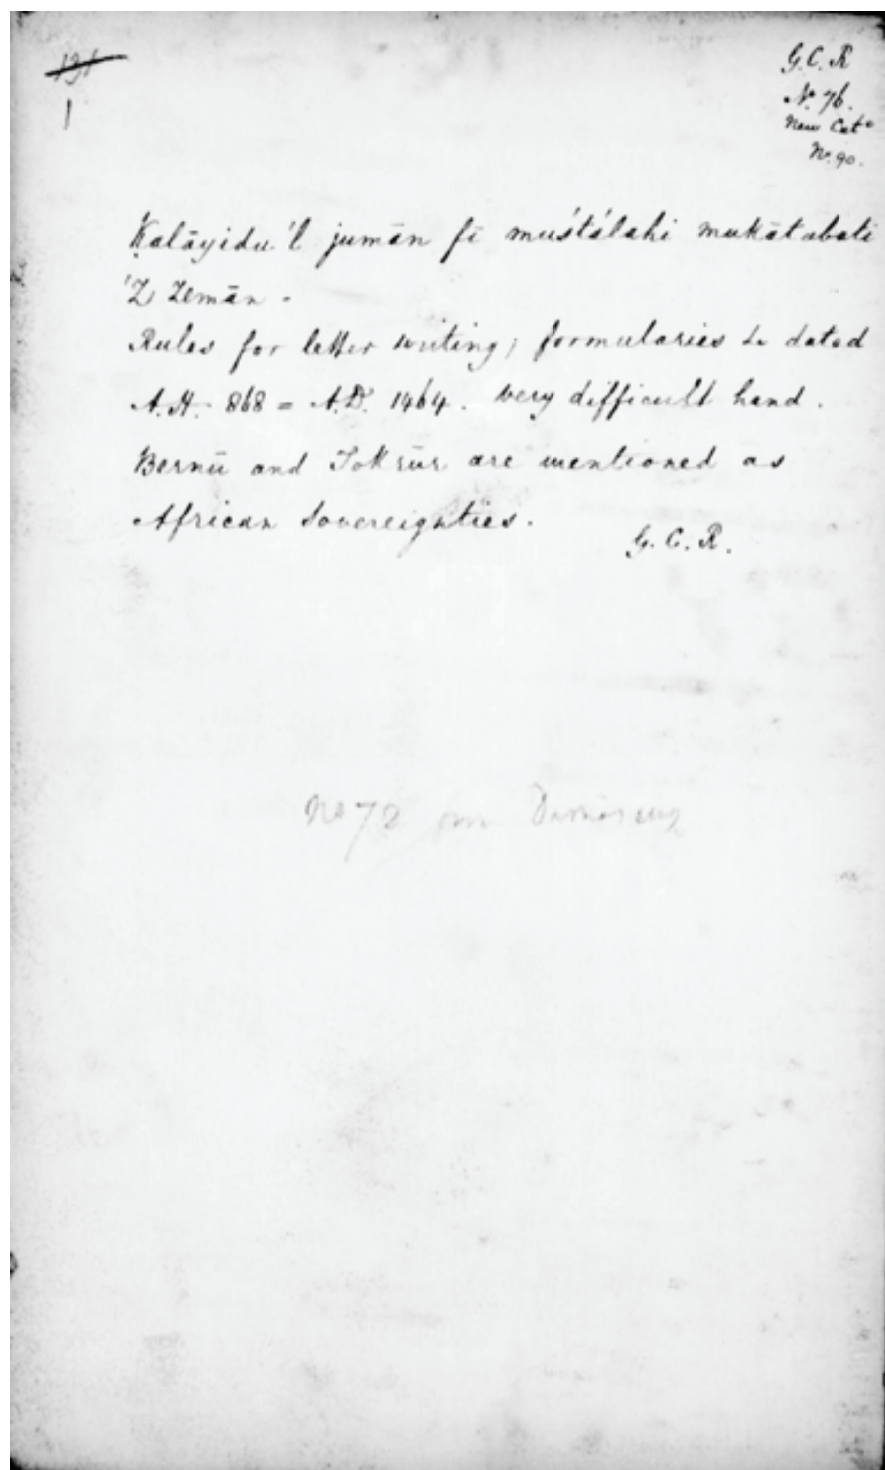 191
1
G.C.R
No. 76.
New Cat.
No. 90.
Ḳalāyidu'l jumān fī musṭalahi mukātabati
'Z Zemān.
Rules for letter writing; formularies &c dated
A.H. 868 = A.D. 1464. very difficult hand.
Bernū and Tokrūr are mentioned as
African Sovereignties.
G.C.R.
No 72